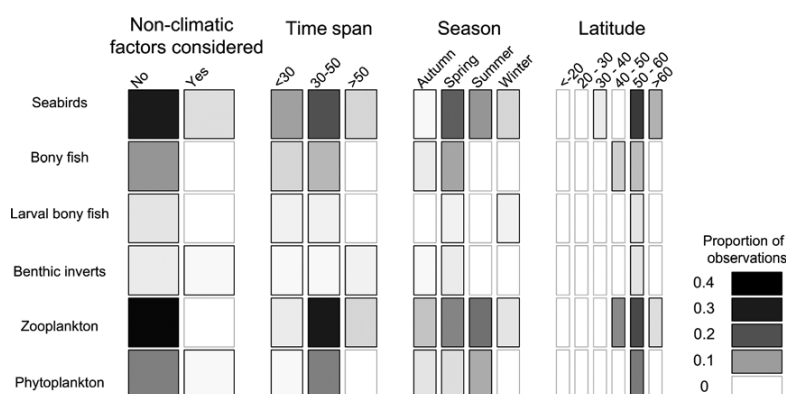 Non-climatic
factors considered
Time span
Season
Latitude
No
Yes
<30
30-50
>50
Autumn
Spring
Summer
Winter
<-20
20 - 30
30 - 40
40 - 50
50 - 60
>60
Seabirds
Bony fish
Larval bony fish
Benthic inverts
Zooplankton
Phytoplankton
Proportion of
observations
0.4
0.3
0.2
0.1
0